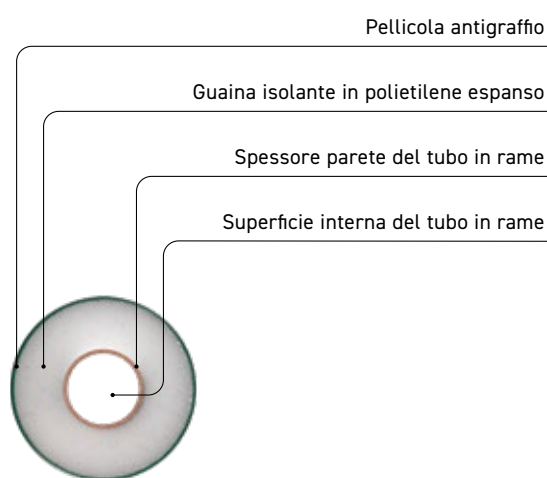 Pellicola antigraffio
Guaina isolante in polietilene espanso
Spessore parete del tubo in rame
Superficie interna del tubo in rame